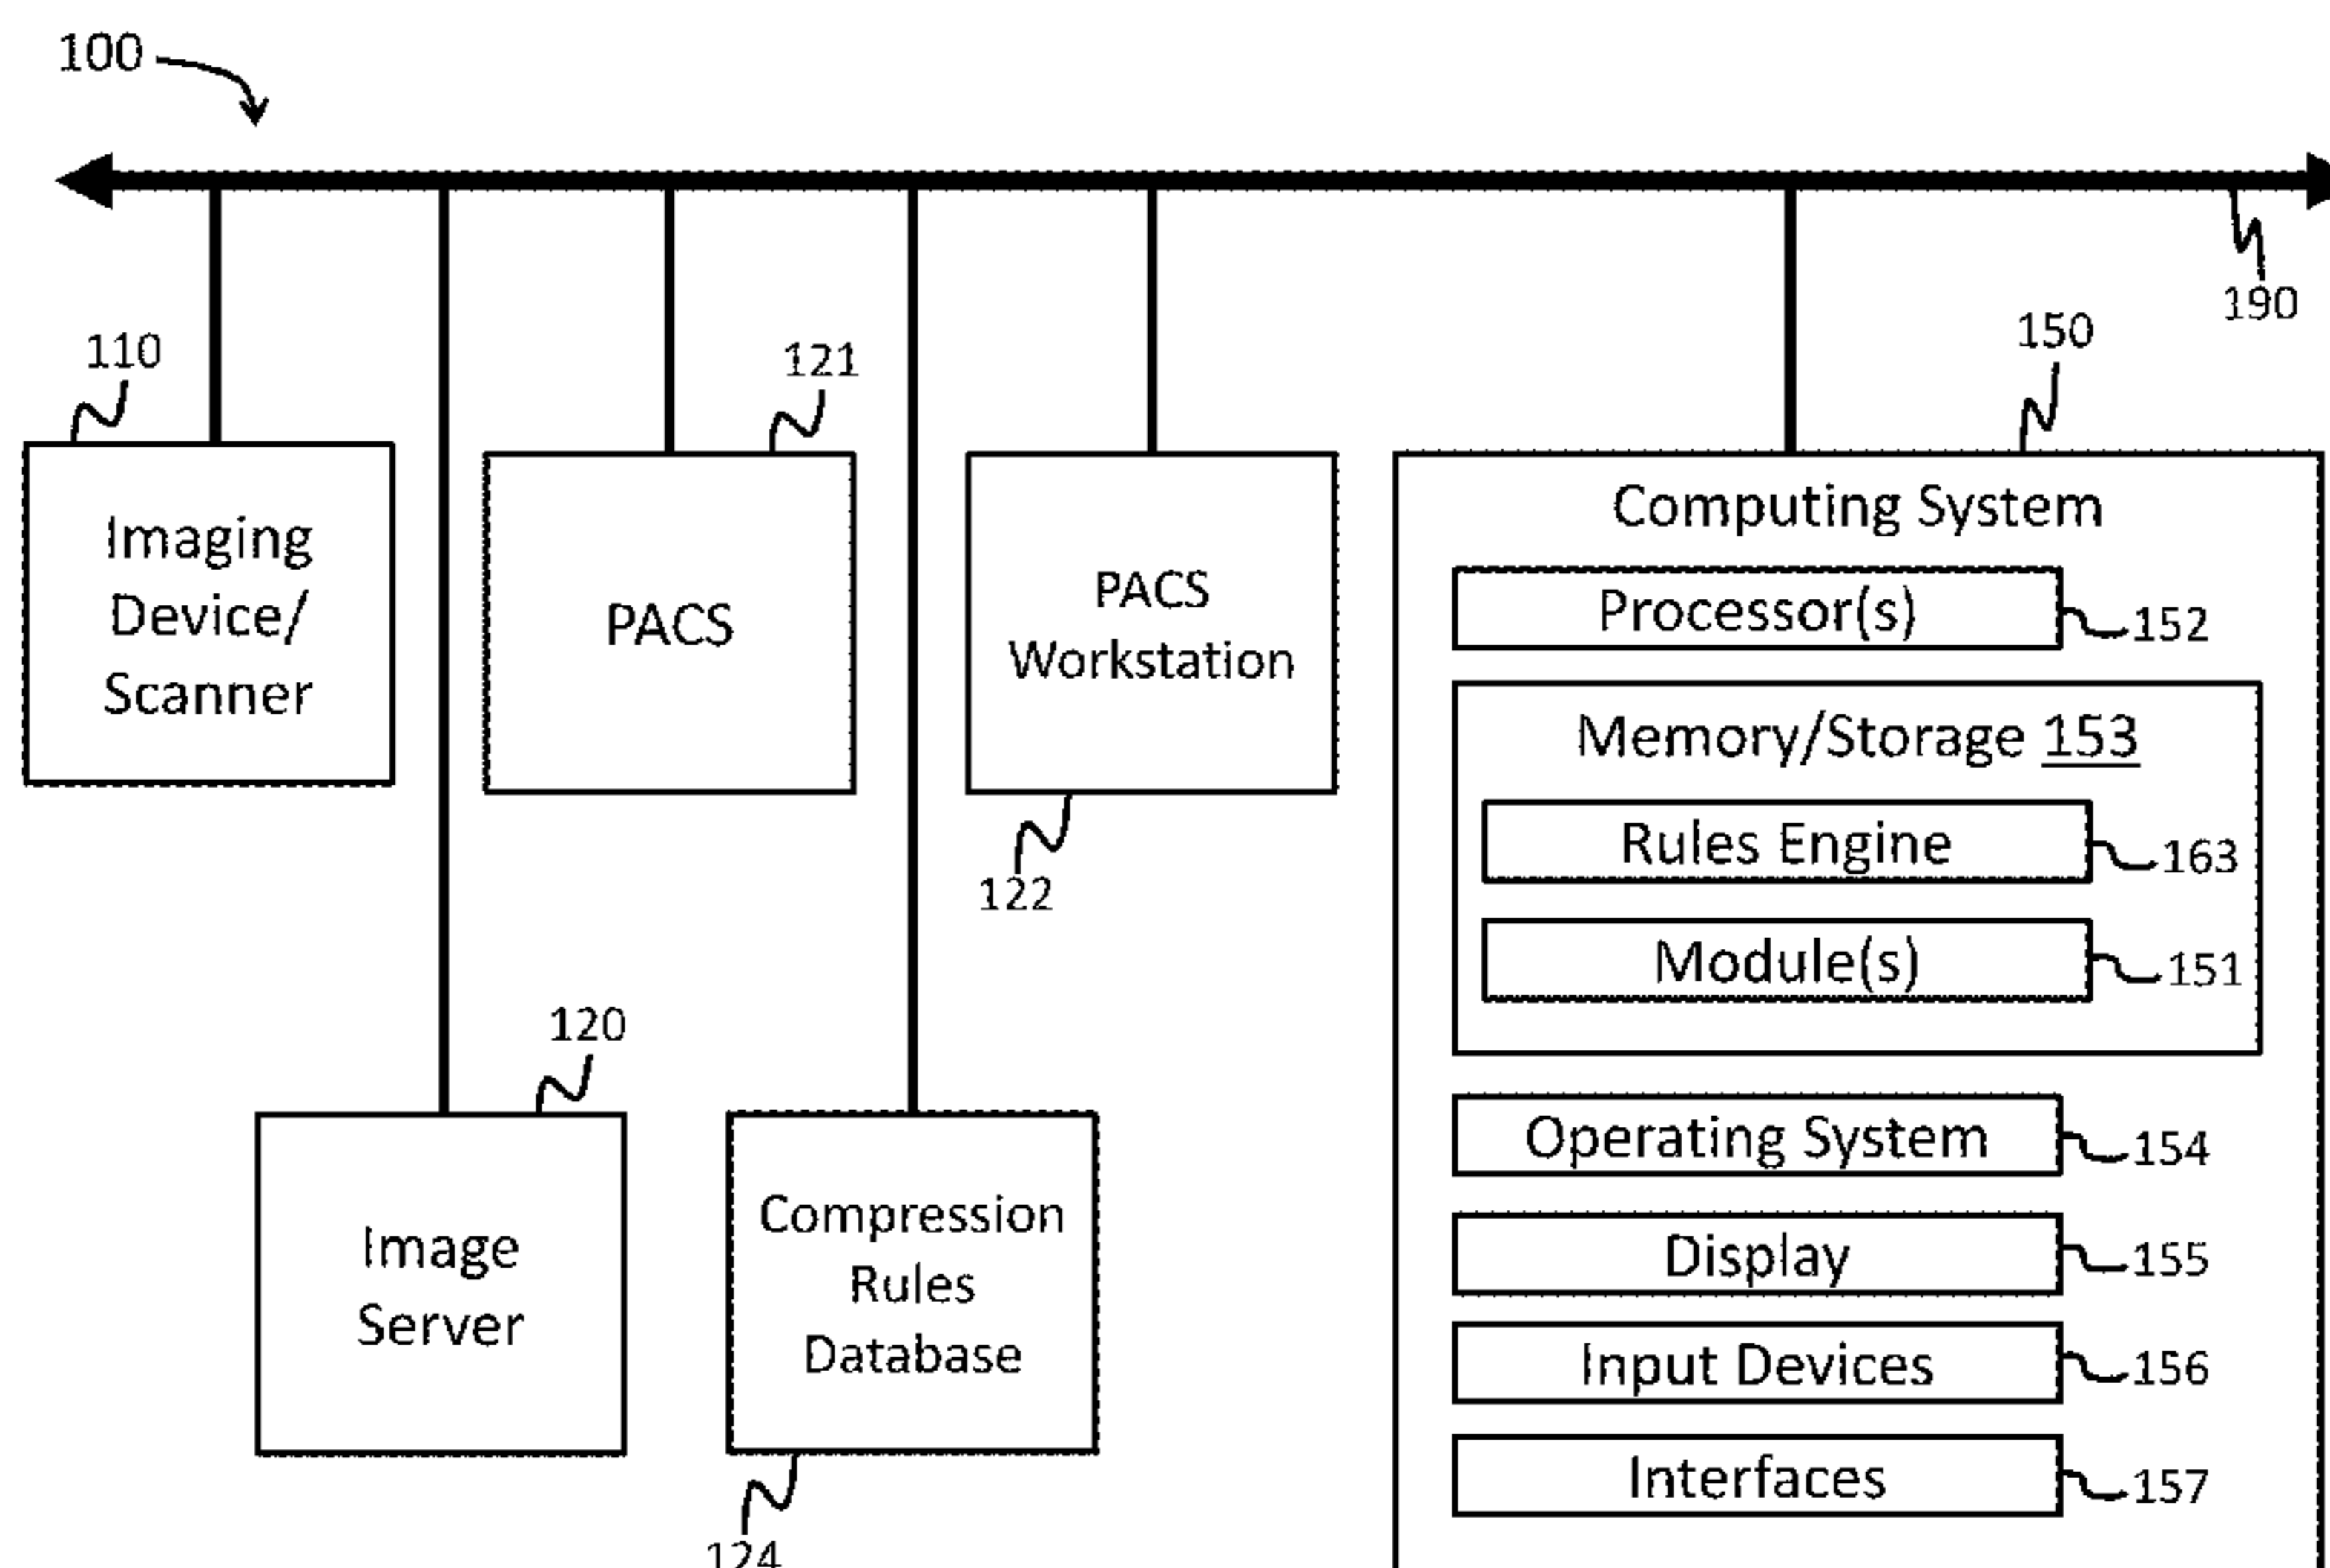 100
190
150
110
121
Computing System
Imaging
Device/
Scanner
PACS
PACS
Workstation
Processor(s)
152
Memory/Storage 153
Rules Engine
163
122
Module(s)
151
120
Operating System
154
Image
Server
Compression
Rules
Database
Display
155
Input Devices
156
Interfaces
157
124